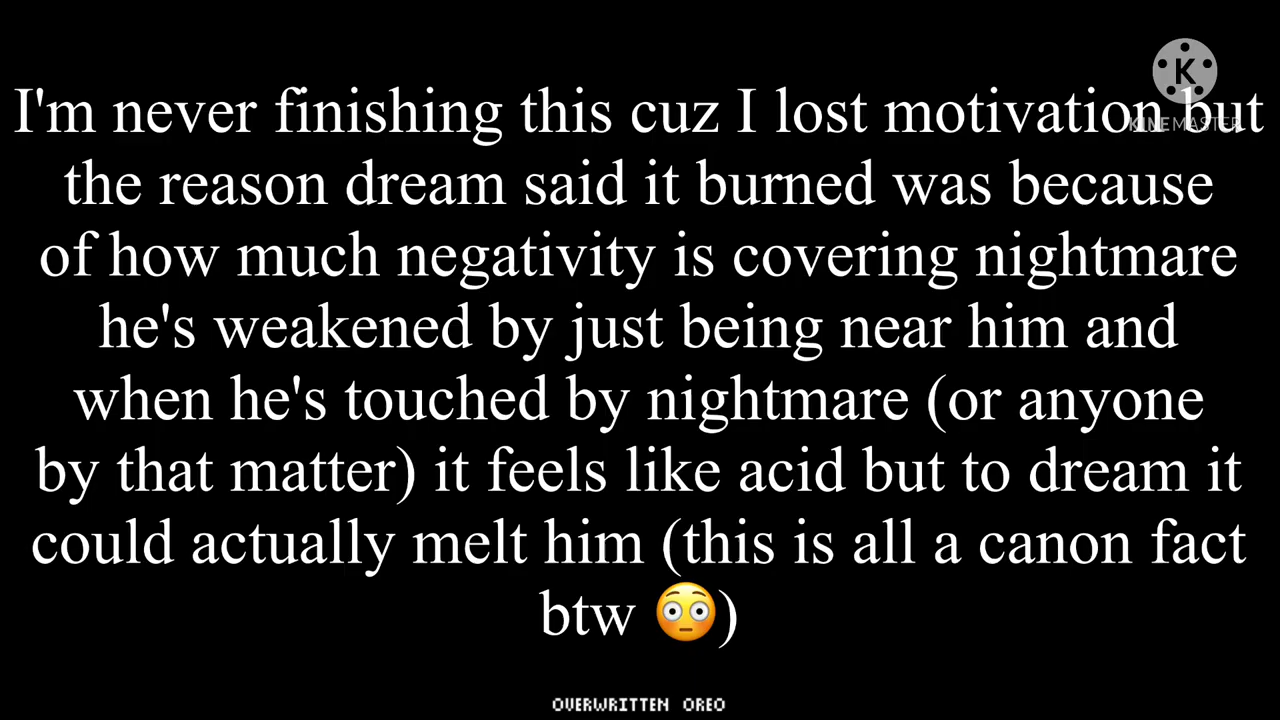 K
KINEMASTER
I'm never finishing this cuz I lost motivation but
the reason dream said it burned was because
of how much negativity is covering nightmare
he's weakened by just being near him and
when he's touched by nightmare (or anyone
by that matter) it feels like acid but to dream it
could actually melt him (this is all a canon fact
btw 😳)
OVERWRITTEN OREO